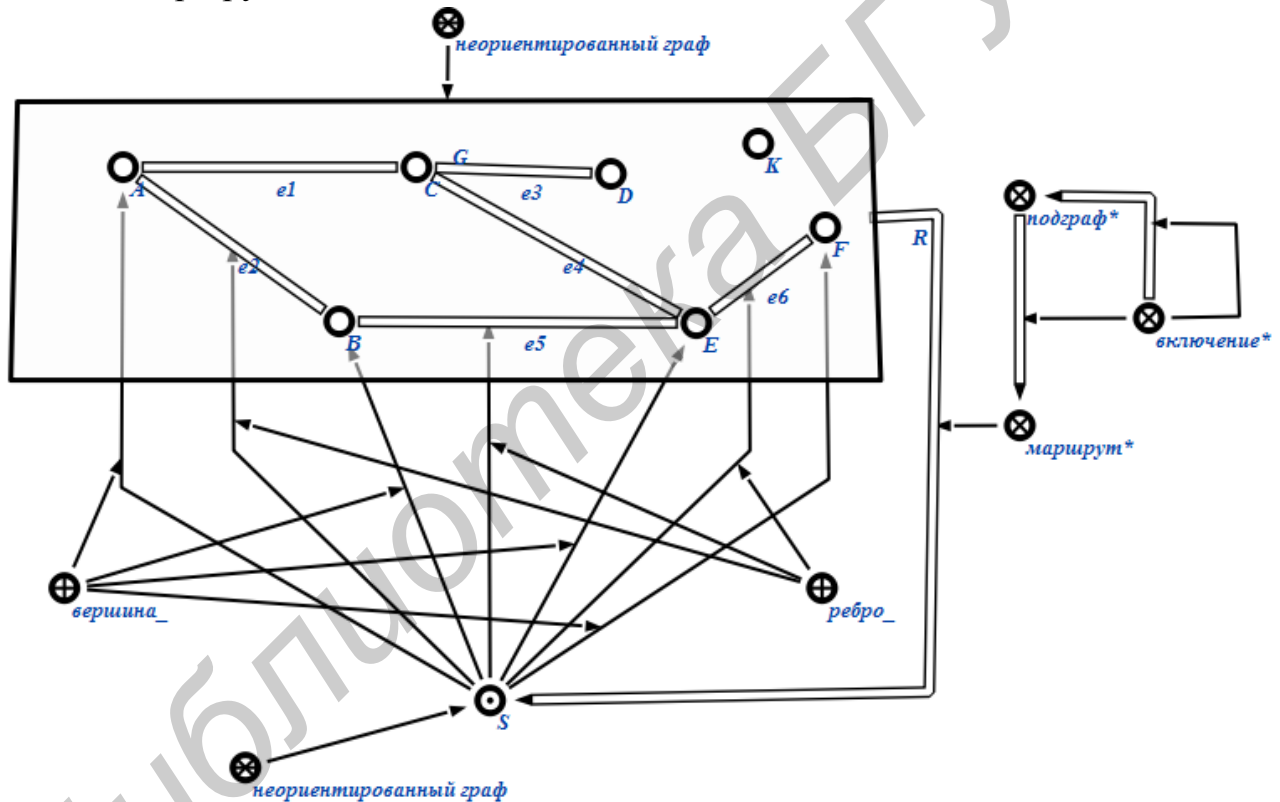 неориентированный граф
K
G
A
e1
C
e3
D
подграф*
R
F
e2
e4
e6
B
e5
E
включение*
маршрут*
вершина_
ребро_
S
неориентированный граф